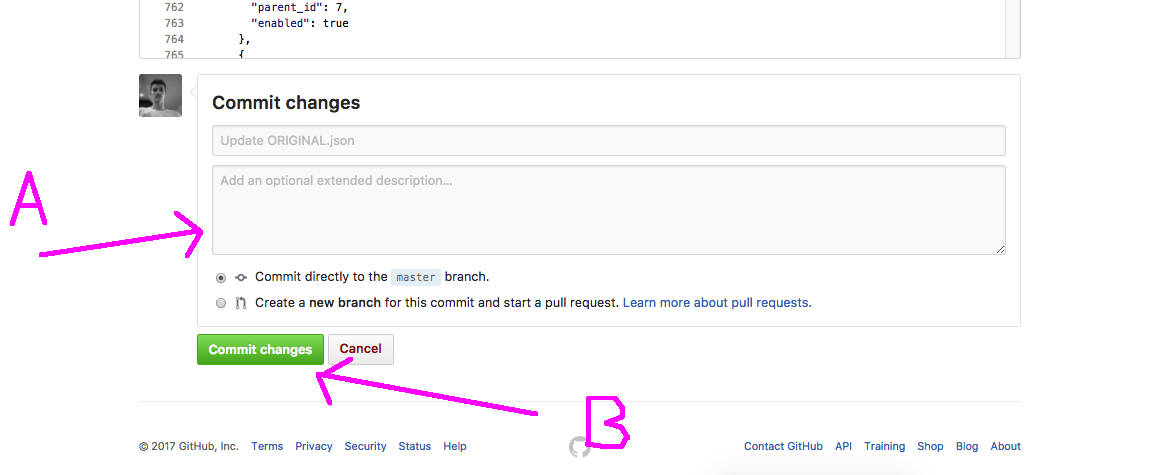 762 "parent_id": 7,
763 "enabled": true
764 },
765 {
Commit changes
Update ORIGINAL.json
Add an optional extended description...
A
Commit directly to the master branch.
Create a new branch for this commit and start a pull request. Learn more about pull requests.
Commit changes Cancel
B
© 2017 GitHub, Inc. Terms Privacy Security Status Help Contact GitHub API Training Shop Blog About